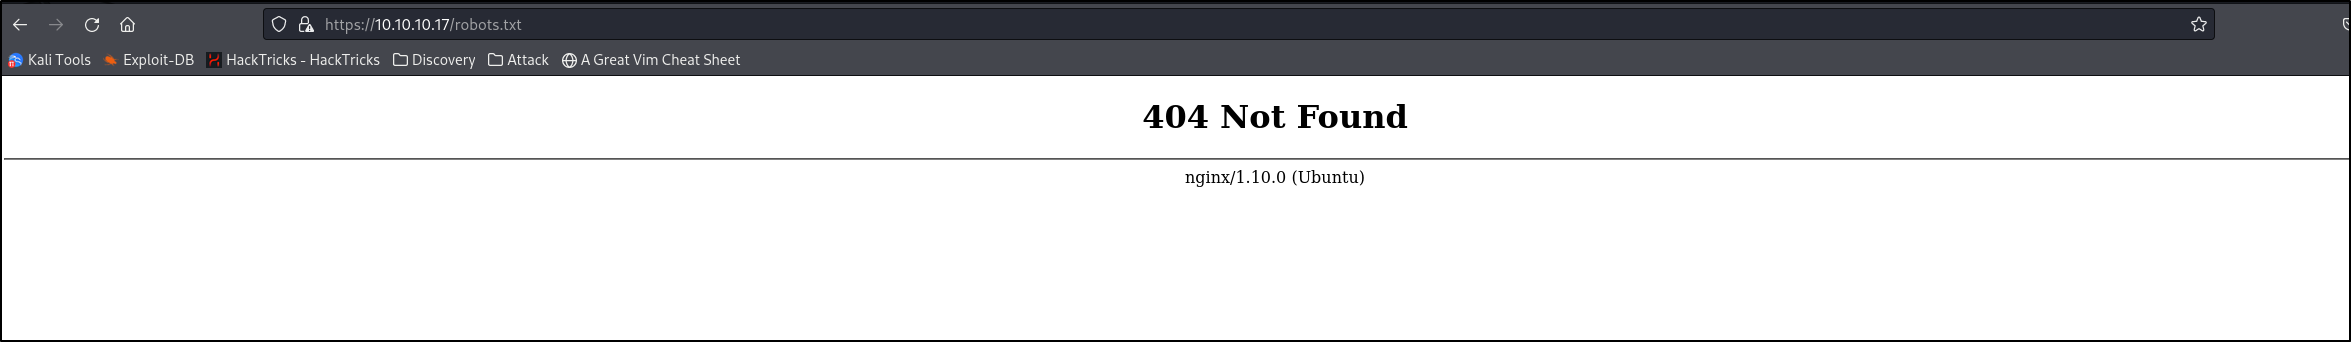 https://10.10.10.17/robots.txt
Kali Tools Exploit-DB HackTricks - HackTricks Discovery Attack A Great Vim Cheat Sheet
404 Not Found
nginx/1.10.0 (Ubuntu)